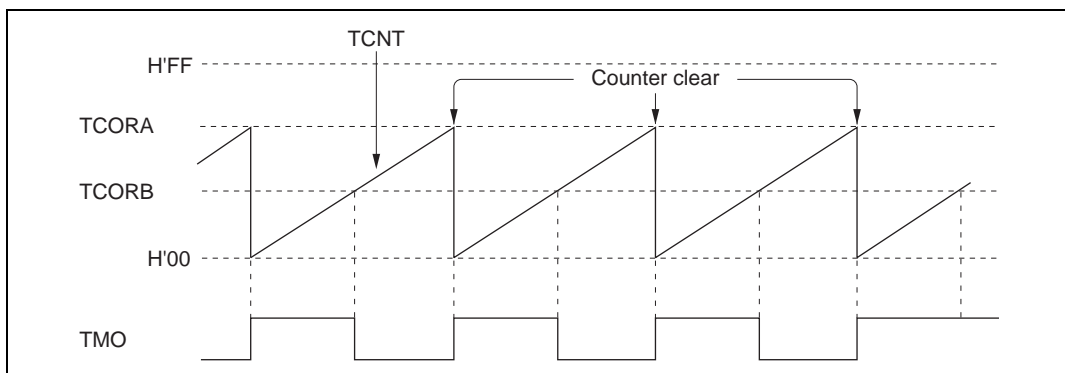 TCNT
H'FF
Counter clear
TCORA
TCORB
H'00
TMO